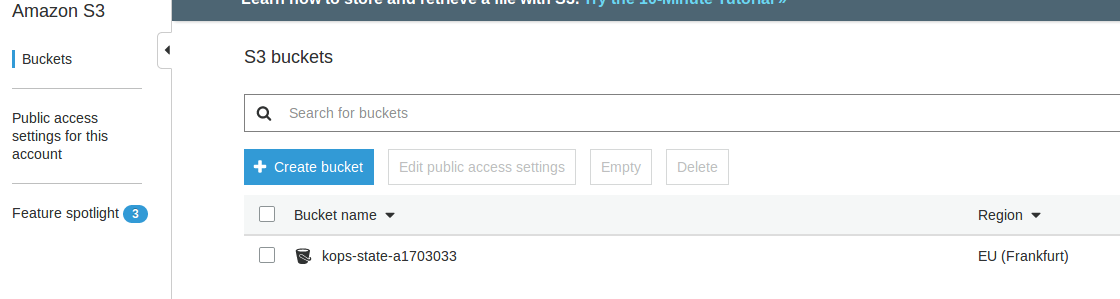 Amazon S3
Learn how to store and retrieve a file with S3. Try the 10-Minute Tutorial »
Buckets
S3 buckets
Search for buckets
Public access
settings for this
account
Create bucket Edit public access settings Empty Delete
Feature spotlight 3
Bucket name Region
kops-state-a1703033 EU (Frankfurt)